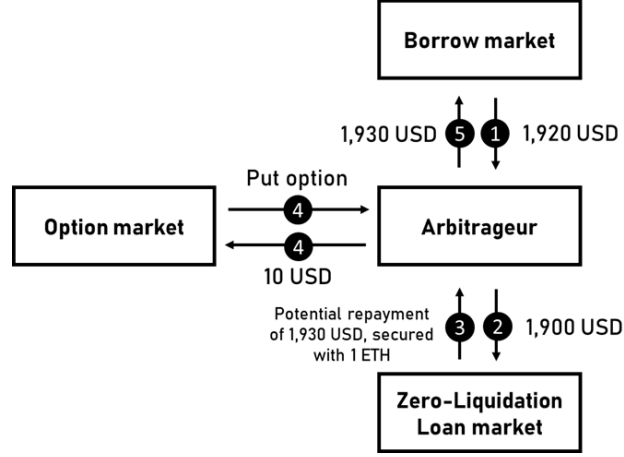 Borrow market
1,930 USD 5 1 1,920 USD
Put option
4
Option market
Arbitrageur
4
10 USD
Potential repayment
of 1,930 USD, secured
with 1 ETH
3 2 1,900 USD
Zero-Liquidation
Loan market